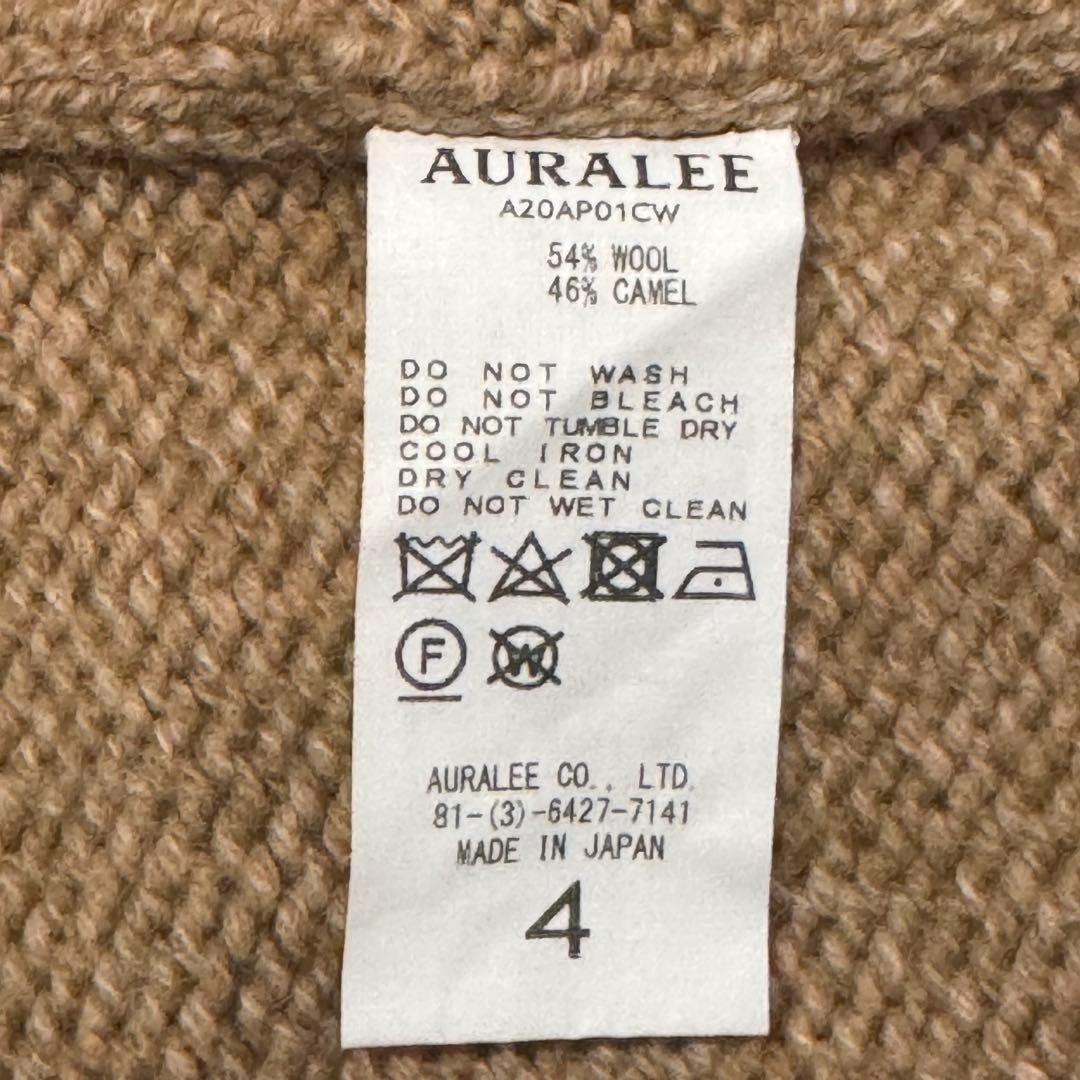 AURALEE
A20AP01CW
54% WOOL
46% CAMEL
DO NOT WASH
DO NOT BLEACH
DO NOT TUMBLE DRY
COOL IRON
DRY CLEAN
DO NOT WET CLEAN
F W
AURALEE CO., LTD.
81-(3)-6427-7141
MADE IN JAPAN
4